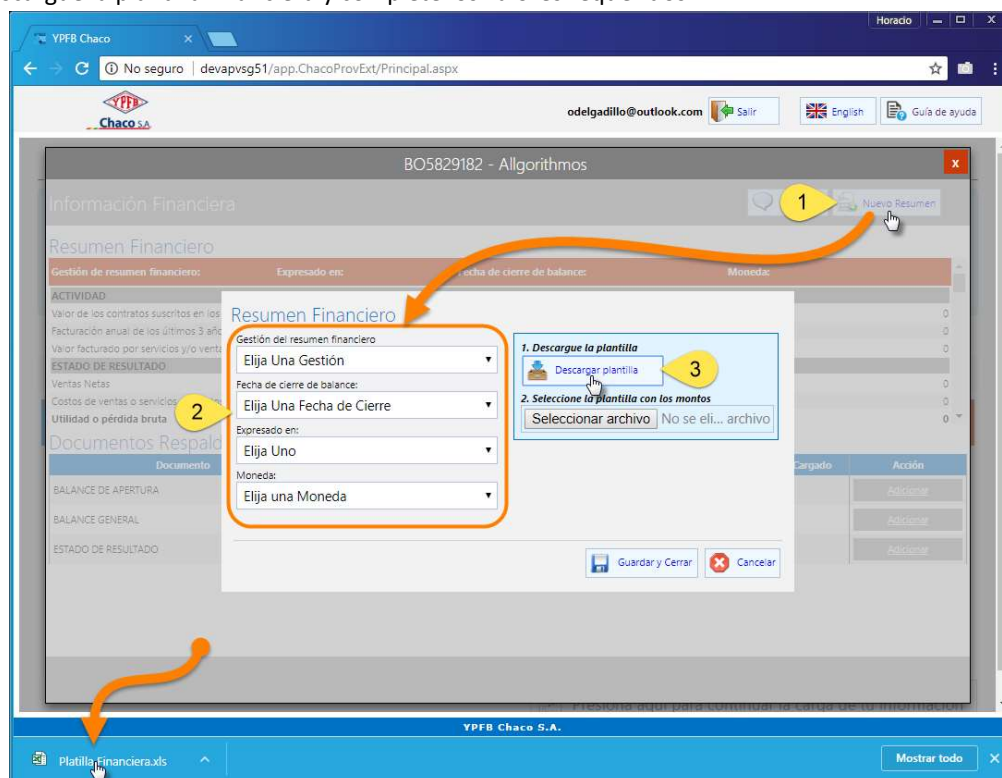 Horacio
YPFB Chaco
No seguro | devapvsg51/app.ChacoProvExt/Principal.aspx
YPFB
Chaco S.A.
odelgadillo@outlook.com
Salir
English
Guía de ayuda
BO5829182 - Allgorithmos
x
Información Financiera
1
Nuevo Resumen
Resumen Financiero
Gestión de resumen financiero: Expresado en: Fecha de cierre de balance: Moneda:
ACTIVIDAD
Valor de los contratos suscritos en los 0
Facturación anual de los últimos 3 0
Valor facturado por servicios y/o 0
ESTADO DE RESULTADO
Ventas Netas 0
Costos de ventas o servicios 0
Utilidad o pérdida bruta 0
Documentos
Documento Cargado Acción
BALANCE DE APERTURA Adicionar
BALANCE GENERAL Adicionar
ESTADO DE RESULTADO Adicionar
Resumen Financiero
2
Gestión del resumen financiero
Elija Una Gestión
Fecha de cierre de balance:
Elija Una Fecha de Cierre
Expresado en:
Elija Uno
Moneda:
Elija una Moneda
1. Descargue la plantilla
Descargar plantilla
3
2. Seleccione la plantilla con los montos
Seleccionar archivo No se eli... archivo
Guardar y Cerrar
Cancelar
Presiona aquí para continuar la carga de tu información
YPFB Chaco S.A.
Platilla Financiera.xls
Mostrar todo